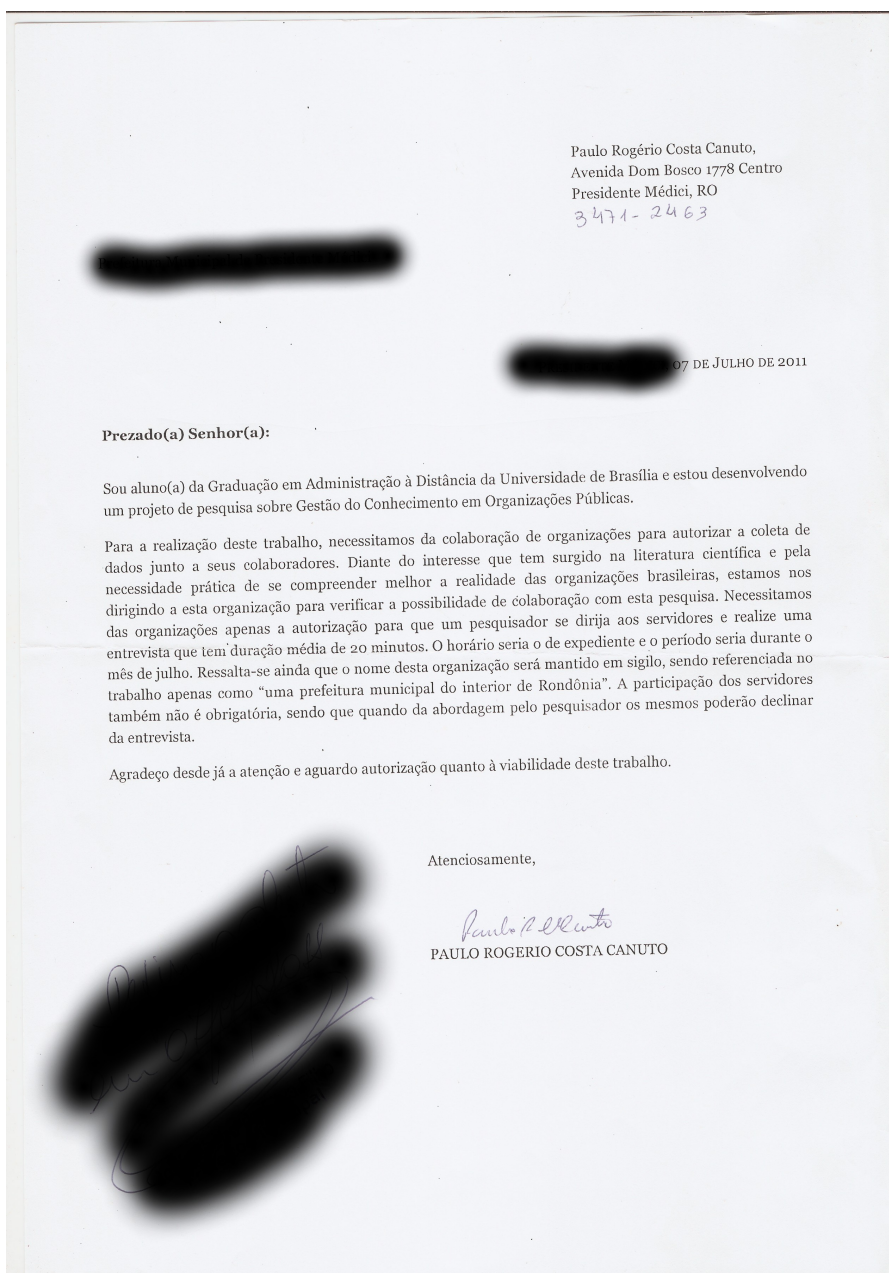 Paulo Rogério Costa Canuto,
Avenida Dom Bosco 1778 Centro
Presidente Médici, RO
3471-2463
07 DE JULHO DE 2011
Prezado(a) Senhor(a):
Sou aluno(a) da Graduação em Administração à Distância da Universidade de Brasília e estou desenvolvendo
um projeto de pesquisa sobre Gestão do Conhecimento em Organizações Públicas.
Para a realização deste trabalho, necessitamos da colaboração de organizações para autorizar a coleta de
dados junto a seus colaboradores. Diante do interesse que tem surgido na literatura científica e pela
necessidade prática de se compreender melhor a realidade das organizações brasileiras, estamos nos
dirigindo a esta organização para verificar a possibilidade de colaboração com esta pesquisa. Necessitamos
das organizações apenas a autorização para que um pesquisador se dirija aos servidores e realize uma
entrevista que tem duração média de 20 minutos. O horário seria o de expediente e o período seria durante o
mês de julho. Ressalta-se ainda que o nome desta organização será mantido em sigilo, sendo referenciada no
trabalho apenas como “uma prefeitura municipal do interior de Rondônia”. A participação dos servidores
também não é obrigatória, sendo que quando da abordagem pelo pesquisador os mesmos poderão declinar
da entrevista.
Agradeço desde já a atenção e aguardo autorização quanto à viabilidade deste trabalho.
Atenciosamente,
Paulo R C Canuto
PAULO ROGERIO COSTA CANUTO